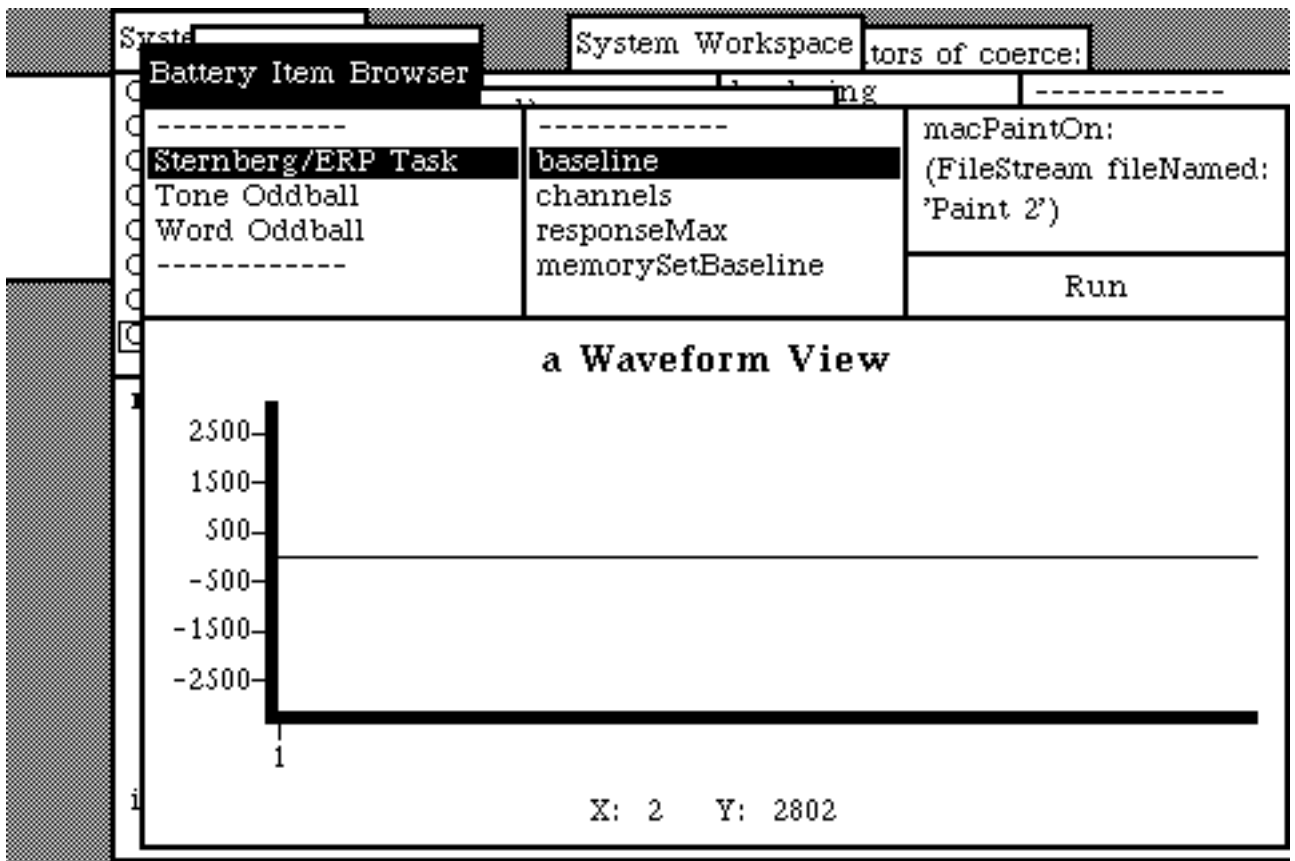 Syste
System Workspace
tors of coerce:
Battery Item Browser
ng
------------
------------
------------
macPaintOn:
(FileStream fileNamed:
'Paint 2')
Sternberg/ERP Task
Tone Oddball
Word Oddball
------------
baseline
channels
responseMax
memorySetBaseline
Run
a Waveform View
2500
1500
500
-500
-1500
-2500
1
X: 2 Y: 2802